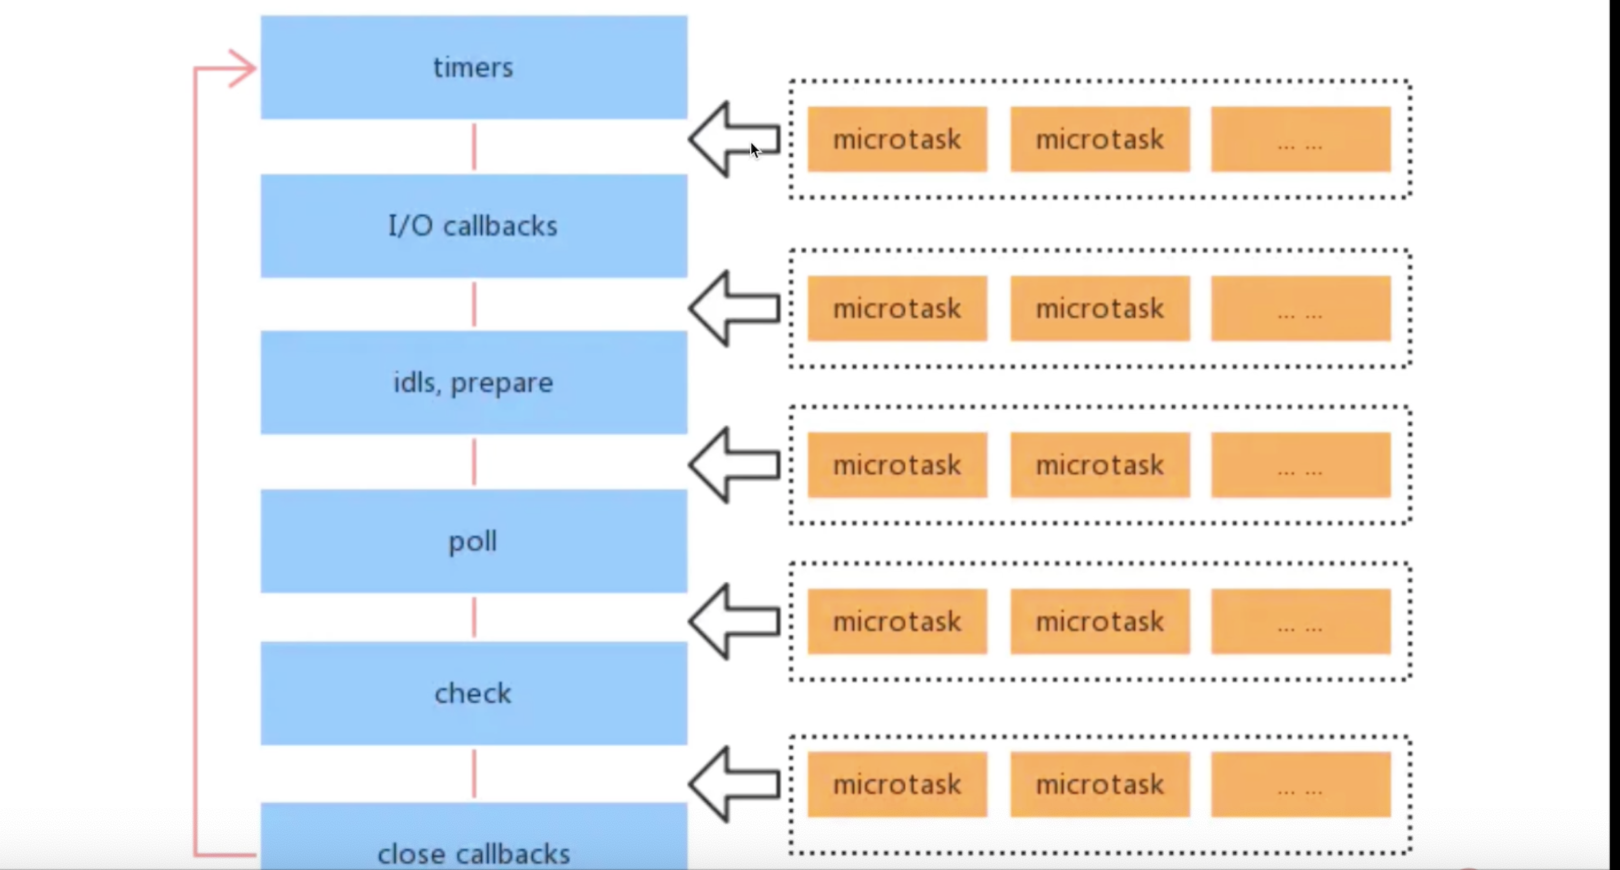 timers
microtask microtask ... ...
I/O callbacks
microtask microtask ... ...
idls, prepare
microtask microtask ... ...
poll
microtask microtask ... ...
check
microtask microtask ... ...
close callbacks